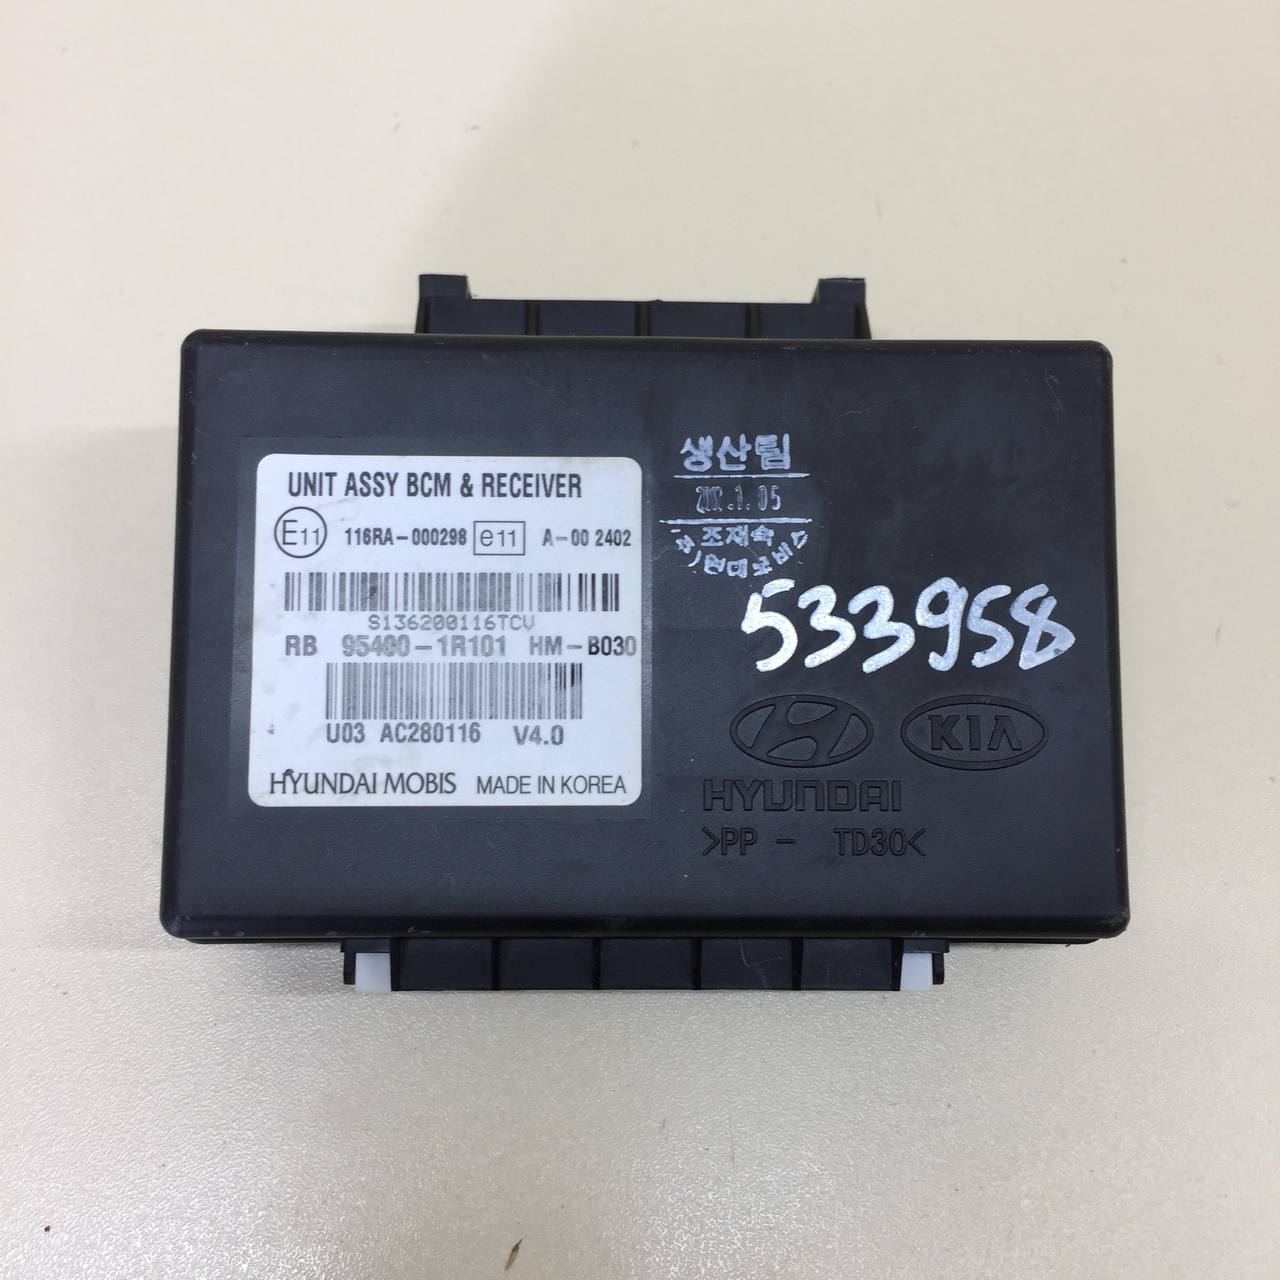 UNIT ASSY BCM & RECEIVER
E11 116RA-000298 e11 A-00 2402
S136200116TCV
RB 95400-1R101 HM-B030
U03 AC280116 V4.0
HYUNDAI MOBIS MADE IN KOREA
생산팀
조재숙
533958
KIA
HYUNDAI
>PP - TD30<